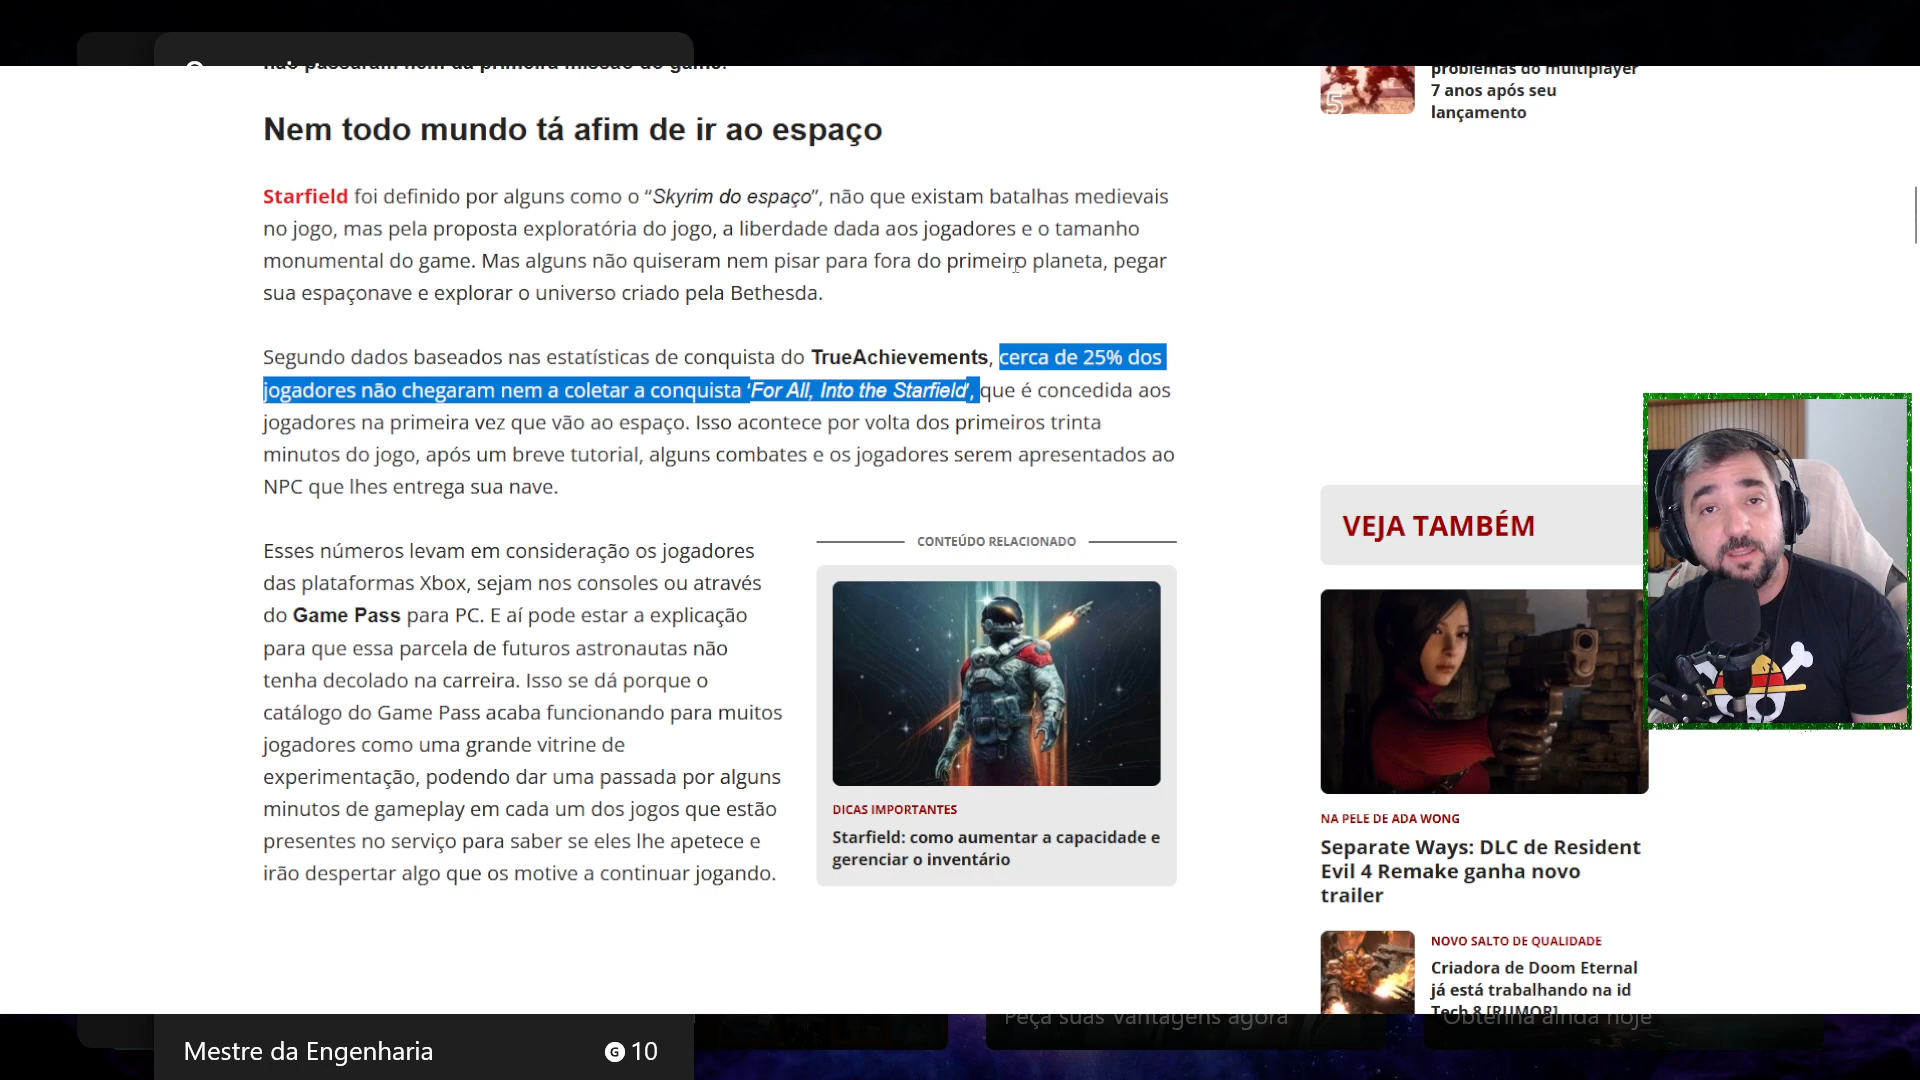 não passaram nem da primeira missão do game.
Nem todo mundo tá afim de ir ao espaço
Starfield foi definido por alguns como o “Skyrim do espaço”, não que existam batalhas medievais
no jogo, mas pela proposta exploratória do jogo, a liberdade dada aos jogadores e o tamanho
monumental do game. Mas alguns não quiseram nem pisar para fora do primeiro planeta, pegar
sua espaçonave e explorar o universo criado pela Bethesda.
Segundo dados baseados nas estatísticas de conquista do TrueAchievements, cerca de 25% dos
jogadores não chegaram nem a coletar a conquista ‘For All, Into the Starfield’, que é concedida aos
jogadores na primeira vez que vão ao espaço. Isso acontece por volta dos primeiros trinta
minutos do jogo, após um breve tutorial, alguns combates e os jogadores serem apresentados ao
NPC que lhes entrega sua nave.
Esses números levam em consideração os jogadores
das plataformas Xbox, sejam nos consoles ou através
do Game Pass para PC. E aí pode estar a explicação
para que essa parcela de futuros astronautas não
tenha decolado na carreira. Isso se dá porque o
catálogo do Game Pass acaba funcionando para muitos
jogadores como uma grande vitrine de
experimentação, podendo dar uma passada por alguns
minutos de gameplay em cada um dos jogos que estão
presentes no serviço para saber se eles lhe apetece e
irão despertar algo que os motive a continuar jogando.
CONTEÚDO RELACIONADO
DICAS IMPORTANTES
Starfield: como aumentar a capacidade e
gerenciar o inventário
5
problemas do multiplayer
7 anos após seu
lançamento
VEJA TAMBÉM
NA PELE DE ADA WONG
Separate Ways: DLC de Resident
Evil 4 Remake ganha novo
trailer
NOVO SALTO DE QUALIDADE
Criadora de Doom Eternal
já está trabalhando na id
Tech 8 [RUMOR]
Peça suas vantagens agora
Obtenha ainda hoje
Mestre da Engenharia
G 10